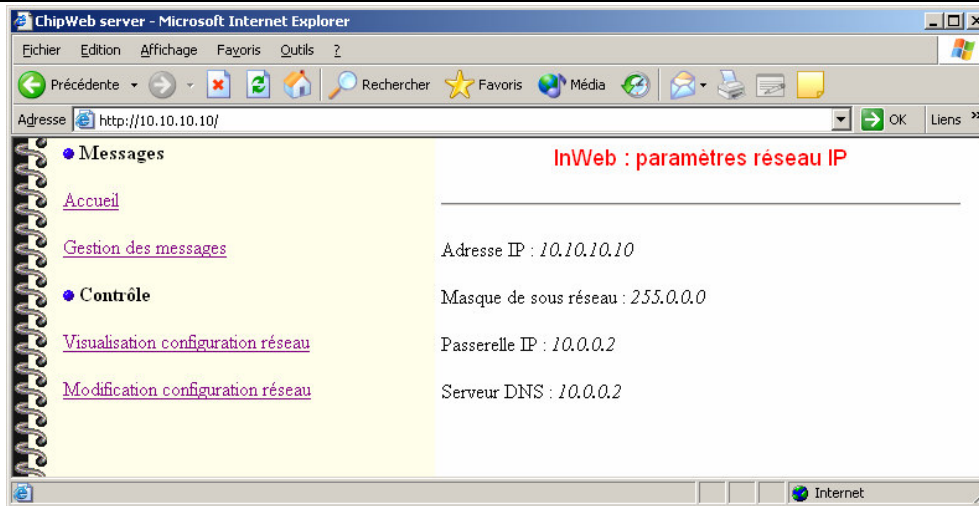 ChipWeb server - Microsoft Internet Explorer
Fichier Edition Affichage Favoris Outils ?
Précédente Rechercher Favoris Média
Adresse http://10.10.10.10/ OK Liens »
Messages
Accueil
Gestion des messages
Contrôle
Visualisation configuration réseau
Modification configuration réseau
InWeb : paramètres réseau IP
Adresse IP : 10.10.10.10
Masque de sous réseau : 255.0.0.0
Passerelle IP : 10.0.0.2
Serveur DNS : 10.0.0.2
Internet